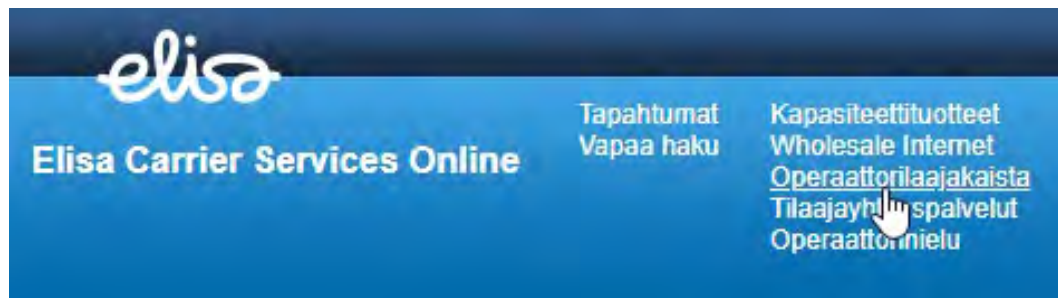 elisa
Elisa Carrier Services Online
Tapahtumat
Vapaa haku
Kapasiteettituotteet
Wholesale Internet
Operaattorilaajakaista